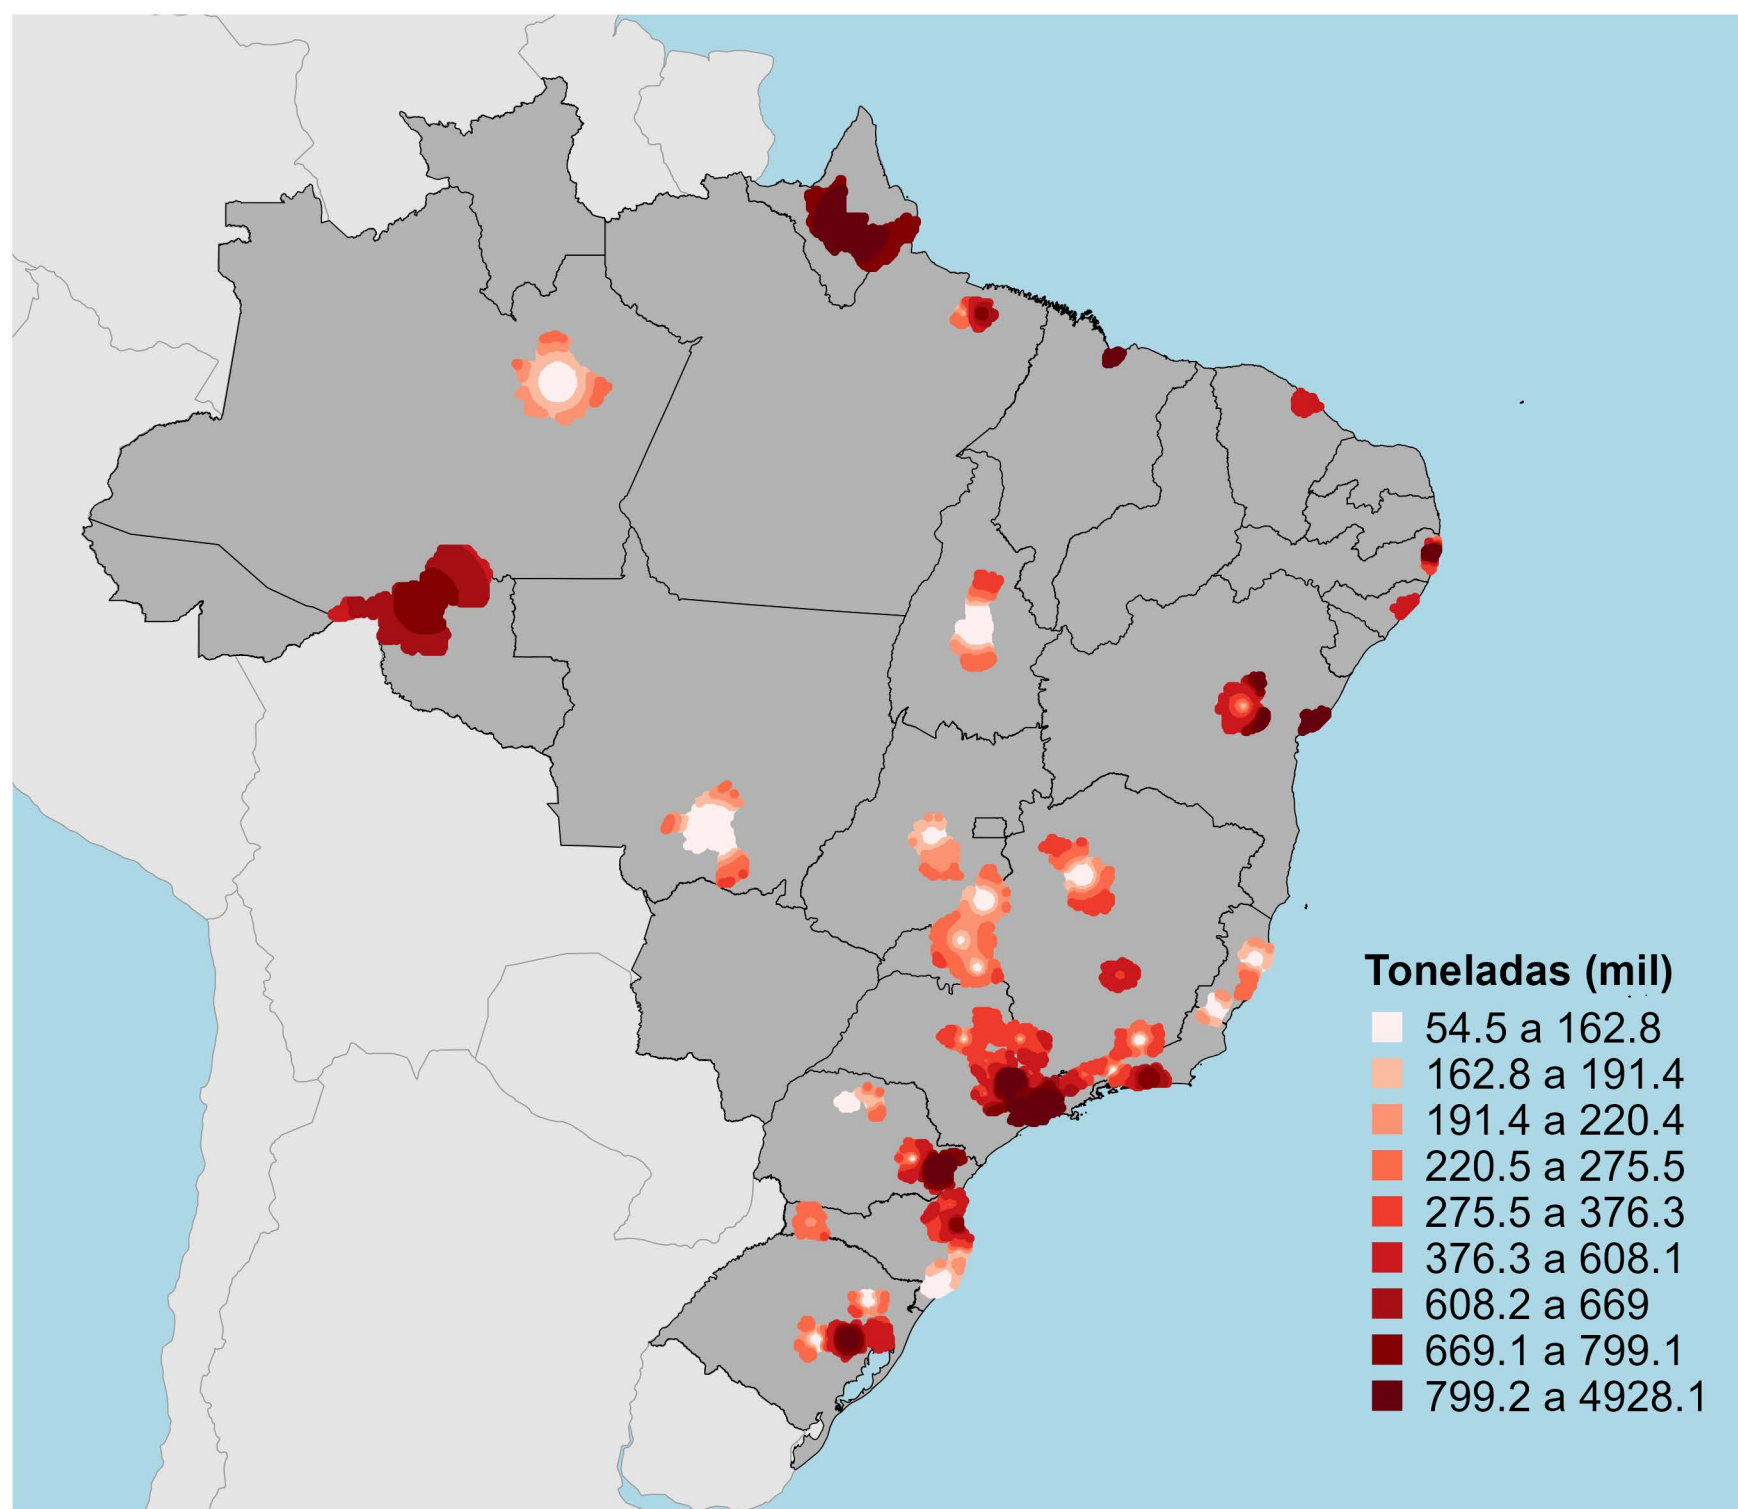 Toneladas (mil)
54.5 a 162.8
162.8 a 191.4
191.4 a 220.4
220.5 a 275.5
275.5 a 376.3
376.3 a 608.1
608.2 a 669
669.1 a 799.1
799.2 a 4928.1